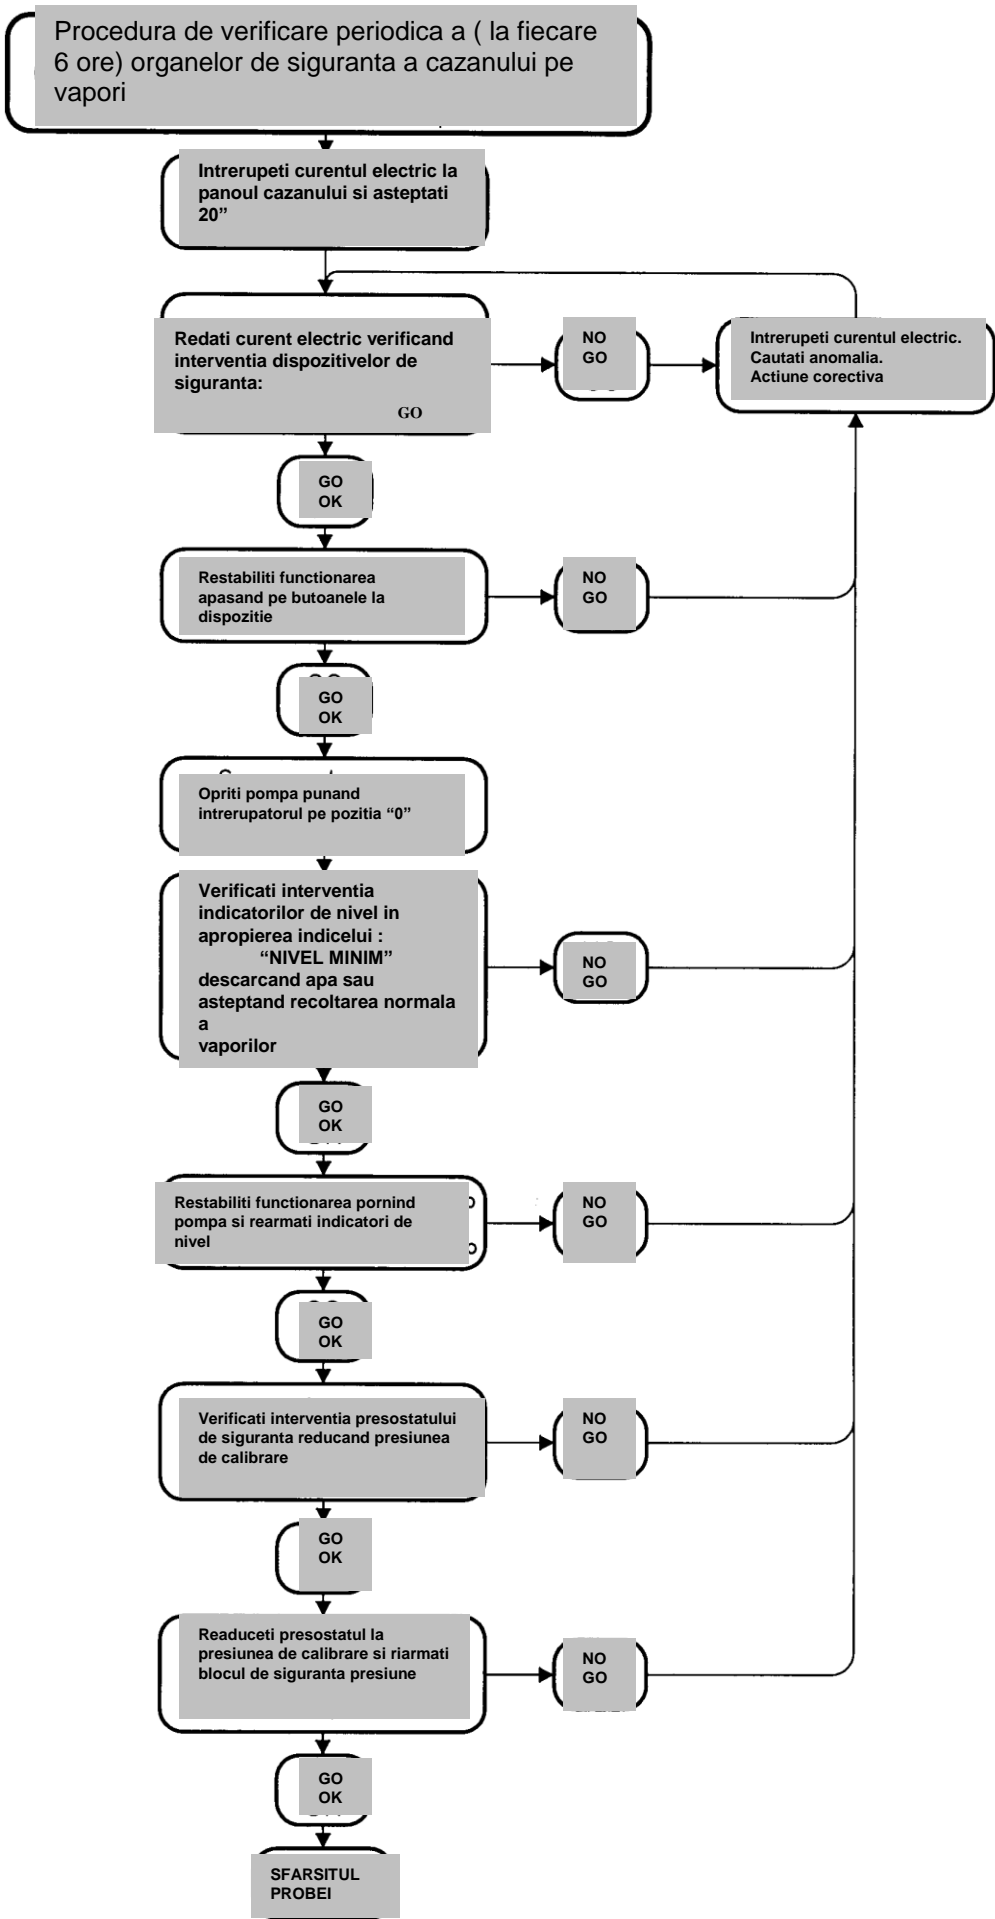 Procedura de verificare periodica a ( la fiecare
6 ore) organelor de siguranta a cazanului pe
vapori
Intrerupeti curentul electric la
panoul cazanului si asteptati
20”
Redati curent electric verificand
interventia dispozitivelor de
siguranta:
GO
NO
GO
Intrerupeti curentul electric.
Cautati anomalia.
Actiune corectiva
GO
OK
Restabiliti functionarea
apasand pe butoanele la
dispozitie
NO
GO
GO
OK
Opriti pompa punand
intrerupatorul pe pozitia “0”
Verificati interventia
indicatorilor de nivel in
apropierea indicelui :
“NIVEL MINIM”
descarcand apa sau
asteptand recoltarea normala
a
vaporilor
NO
GO
GO
OK
Restabiliti functionarea pornind
pompa si rearmati indicatori de
nivel
NO
GO
GO
OK
Verificati interventia presostatului
de siguranta reducand presiunea
de calibrare
NO
GO
GO
OK
Readuceti presostatul la
presiunea de calibrare si riarmati
blocul de siguranta presiune
NO
GO
GO
OK
SFARSITUL
PROBEI